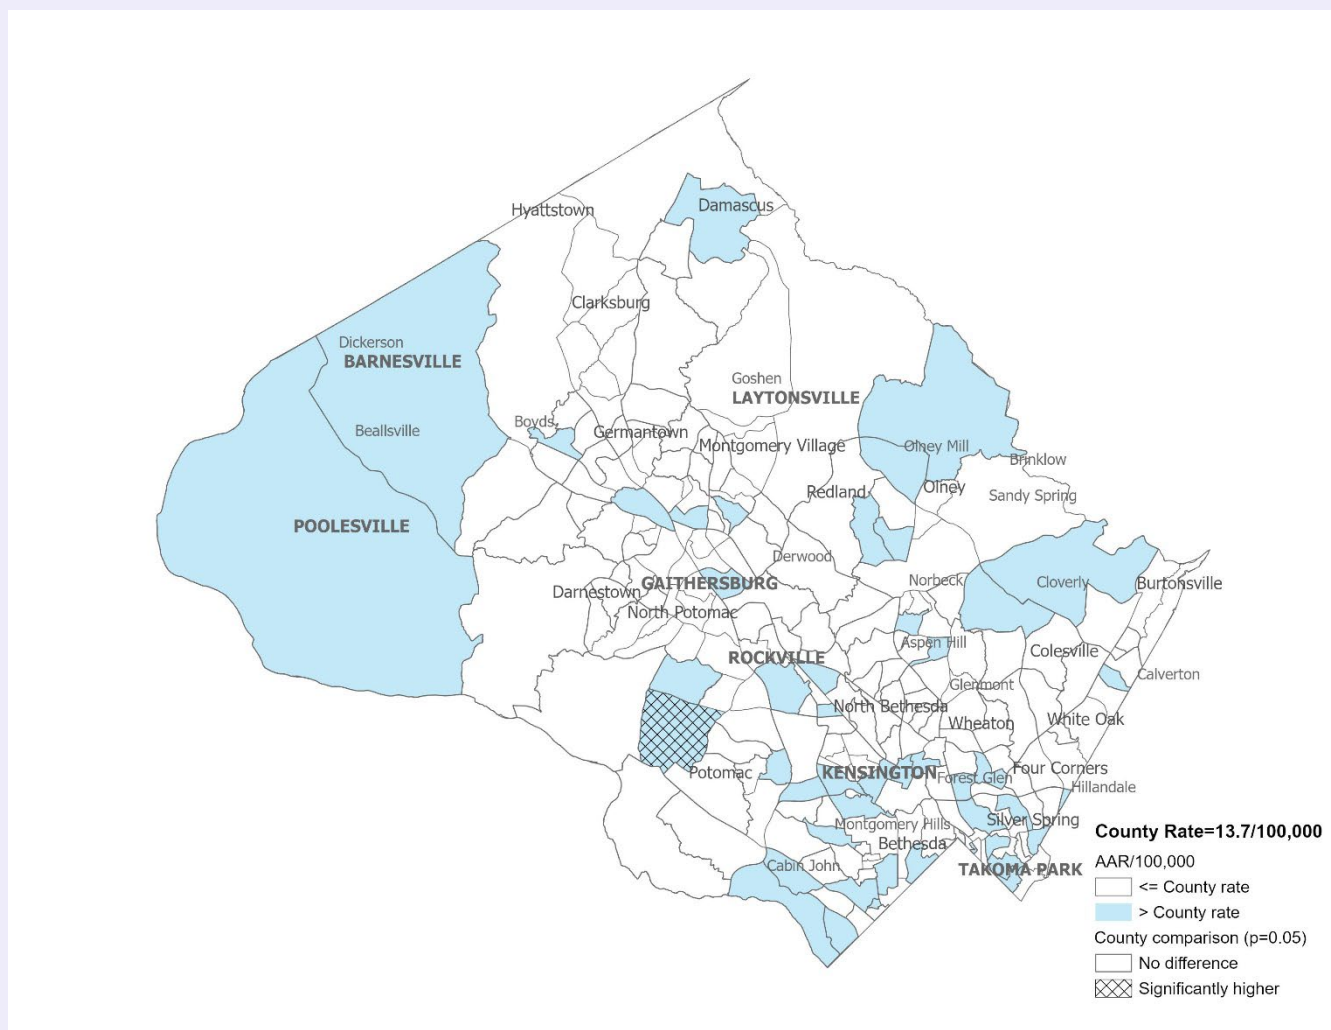 Damascus
Hyattstown
Clarksburg
Dickerson
BARNESVILLE
Goshen
LAYTONSVILLE
Boyds
Beallsville
Germantown
Montgomery Village
Olney Mill
Brinklow
Redland
Olney
Sandy Spring
POOLESVILLE
Derwood
GAITHERSBURG
Norbeck
Cloverly
Burtonsville
Darnestown
North Potomac
Aspen Hill
Colesville
ROCKVILLE
Calverton
Glenmont
North Bethesda
Wheaton
White Oak
Potomac
KENSINGTON
Forest Glen
Four Corners
Hillandale
Montgomery Hills
Silver Spring
Bethesda
Cabin John
TAKOMA PARK
County Rate=13.7/100,000
AAR/100,000
<= County rate
> County rate
County comparison (p=0.05)
No difference
Significantly higher